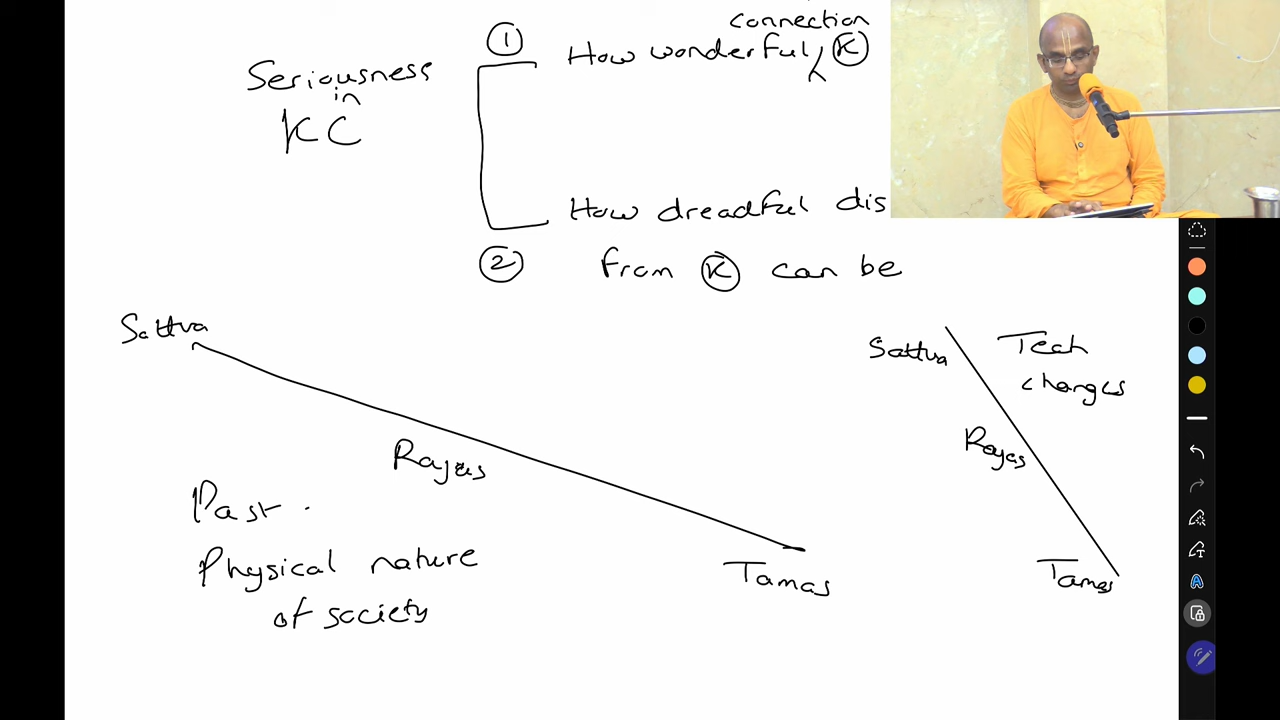 connection
① How wonderful, Ⓚ
Seriousness
in
KC
How dreadful dis
② from Ⓚ can be
Sattva
Sattva
Tech
changes
Rajas
Rajas
Past
Physical nature
of society
Tamas
Tamas